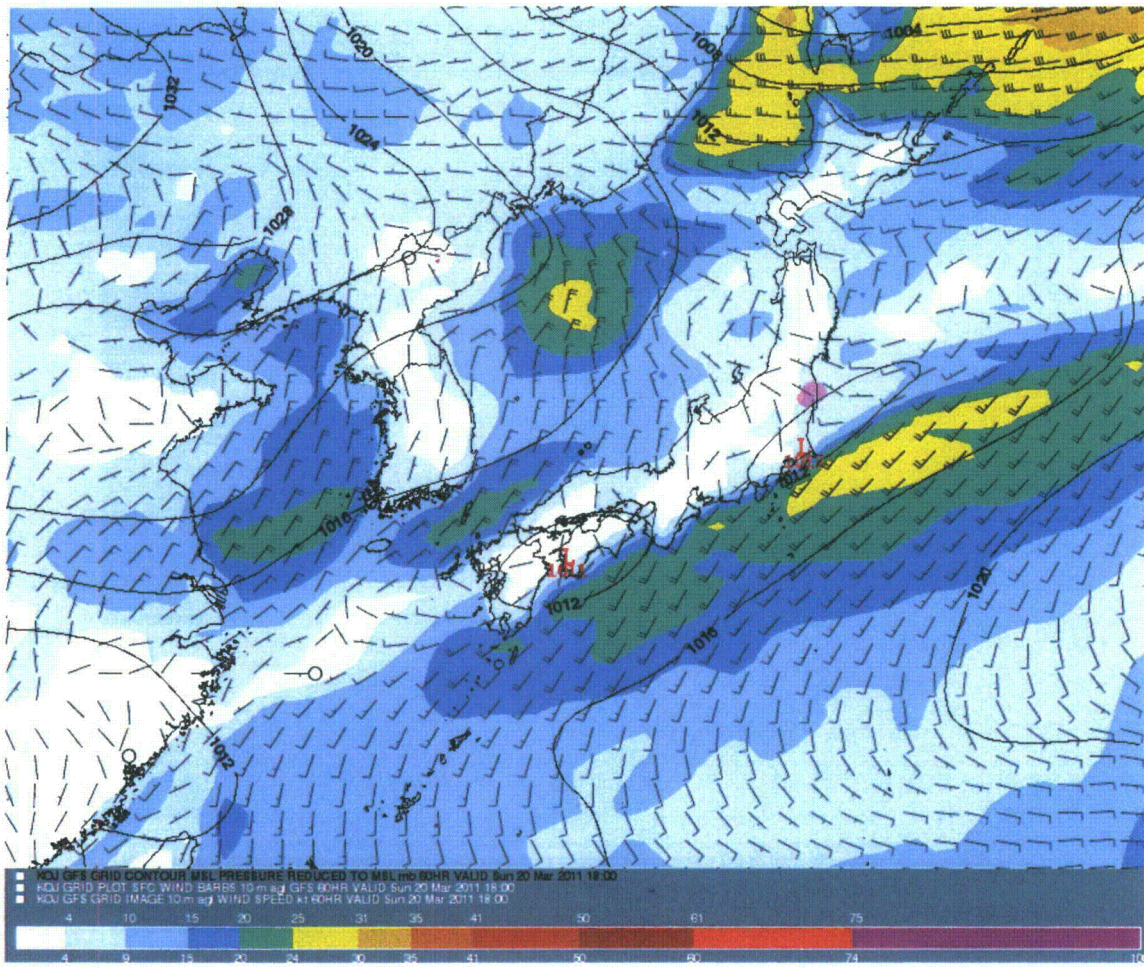 1004
1020
1008
1032
1012
1024
1028
1016
1012
1020
1016
1012
KOJ GFS GRID CONTOUR MSL PRESSURE REDUCED TO MSL mb 60HR VALID Sun 20 Mar 2011 18:00
KOJ GRID PLOT SFC WIND BARBS 10 m agl GFS 60HR VALID Sun 20 Mar 2011 18:00
KOJ GFS GRID IMAGE 10 m agl WIND SPEED kt 60HR VALID Sun 20 Mar 2011 18:00
4 10 15 20 25 31 35 41 50 61 75
4 9 15 20 24 30 35 40 50 60 74